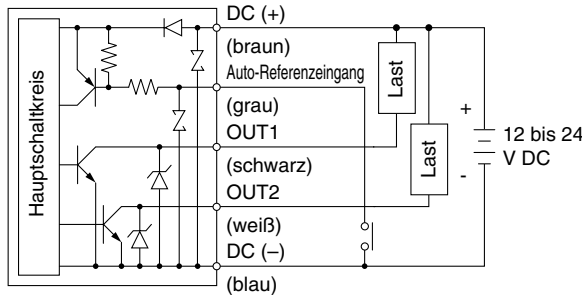 Hauptschaltkreis
DC (+)
(braun)
Auto-Referenzeingang
(grau)
OUT1
(schwarz)
OUT2
(weiß)
DC (–)
(blau)
Last
Last
+
12 bis 24
V DC
-